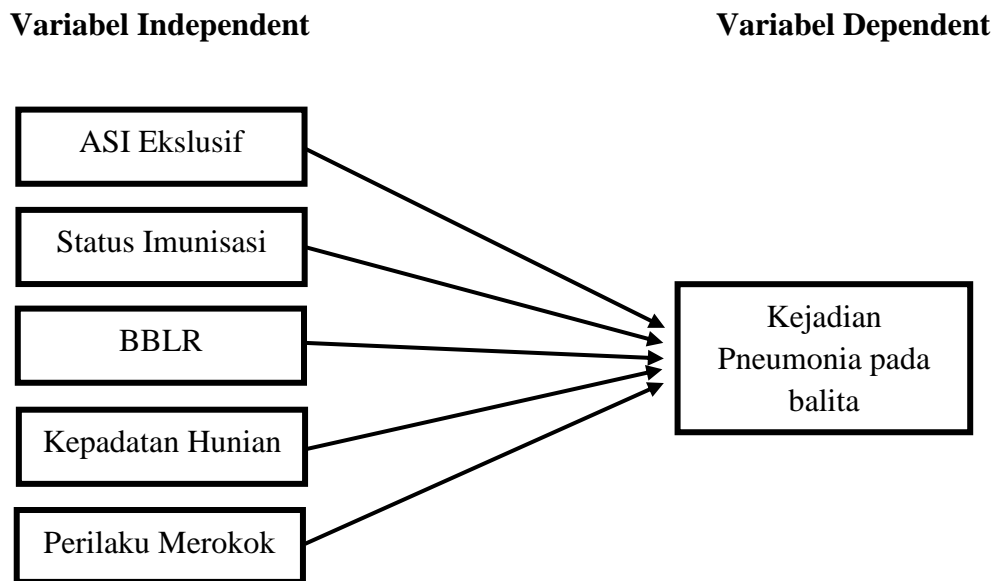 Variabel Independent
Variabel Dependent
ASI Ekslusif
Status Imunisasi
BBLR
Kepadatan Hunian
Perilaku Merokok
Kejadian
Pneumonia pada
balita